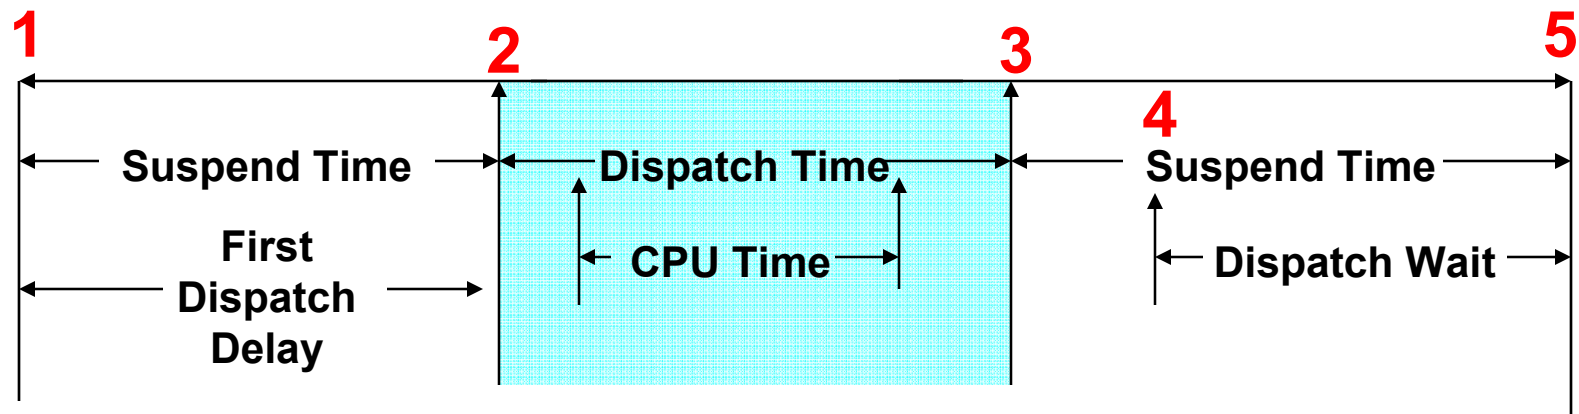 1
2
3
5
4
Suspend Time
Dispatch Time
Suspend Time
First
Dispatch
Delay
CPU Time
Dispatch Wait